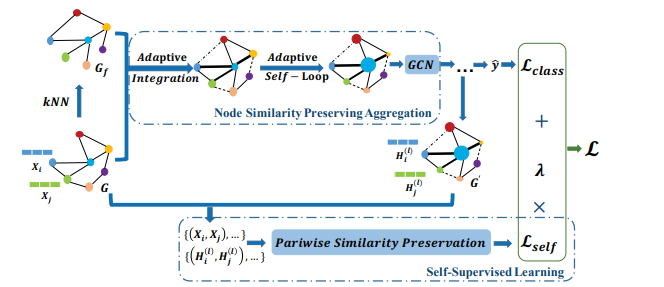 G_f
kNN
X_i
X_j
G
Adaptive
Integration
Adaptive
Self − Loop
GCN
...
ŷ
Node Similarity Preserving Aggregation
H_i^{(l)}
H_j^{(l)}
G'
ℒ_class
+
λ
×
ℒ_self
ℒ
{(X_i, X_j), ...}
{(H_i^{(l)}, H_j^{(l)}), ...}
Pariwise Similarity Preservation
Self-Supervised Learning